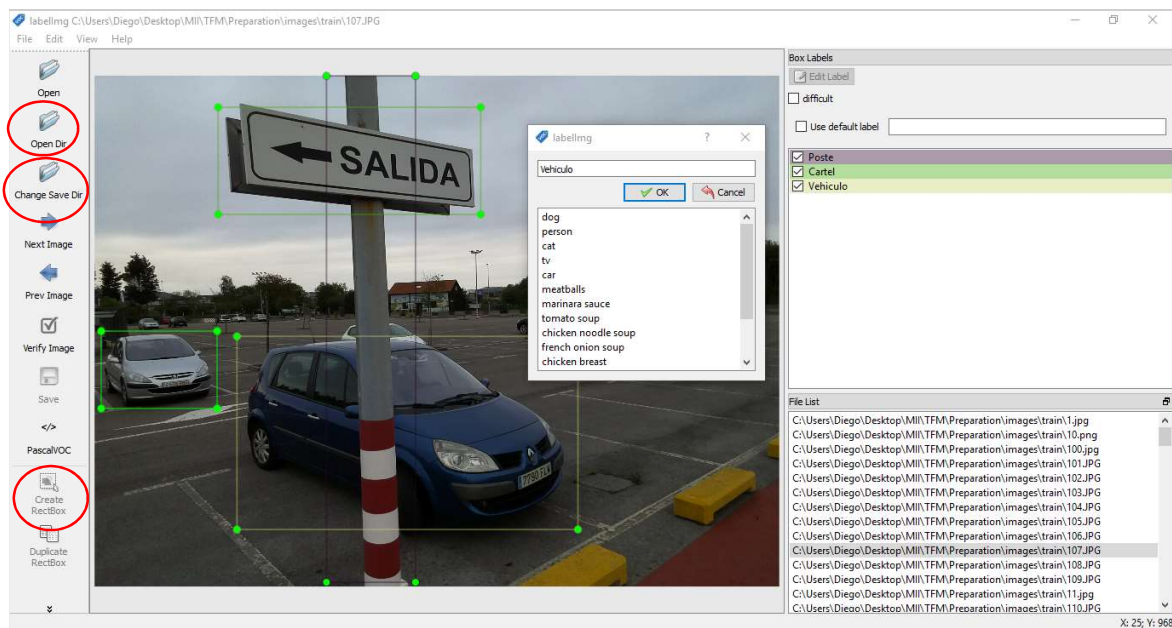 labelImg C:\Users\Diego\Desktop\MII\TFM\Preparation\images\train\107.JPG
File Edit View Help
Open
Open Dir
Change Save Dir
Next Image
Prev Image
Verify Image
Save
</>
PascalVOC
Create
RectBox
Duplicate
RectBox
SALIDA
7790 FLV
labelImg
Vehiculo
OK Cancel
dog
person
cat
tv
car
meatballs
marinara sauce
tomato soup
chicken noodle soup
french onion soup
chicken breast
Box Labels
Edit Label
difficult
Use default label
Poste
Cartel
Vehiculo
File List
C:\Users\Diego\Desktop\MII\TFM\Preparation\images\train\1.jpg
C:\Users\Diego\Desktop\MII\TFM\Preparation\images\train\10.png
C:\Users\Diego\Desktop\MII\TFM\Preparation\images\train\100.jpg
C:\Users\Diego\Desktop\MII\TFM\Preparation\images\train\101.JPG
C:\Users\Diego\Desktop\MII\TFM\Preparation\images\train\102.JPG
C:\Users\Diego\Desktop\MII\TFM\Preparation\images\train\103.JPG
C:\Users\Diego\Desktop\MII\TFM\Preparation\images\train\104.JPG
C:\Users\Diego\Desktop\MII\TFM\Preparation\images\train\105.JPG
C:\Users\Diego\Desktop\MII\TFM\Preparation\images\train\106.JPG
C:\Users\Diego\Desktop\MII\TFM\Preparation\images\train\107.JPG
C:\Users\Diego\Desktop\MII\TFM\Preparation\images\train\108.JPG
C:\Users\Diego\Desktop\MII\TFM\Preparation\images\train\109.JPG
C:\Users\Diego\Desktop\MII\TFM\Preparation\images\train\11.jpg
C:\Users\Diego\Desktop\MII\TFM\Preparation\images\train\110.JPG
X: 25; Y: 968